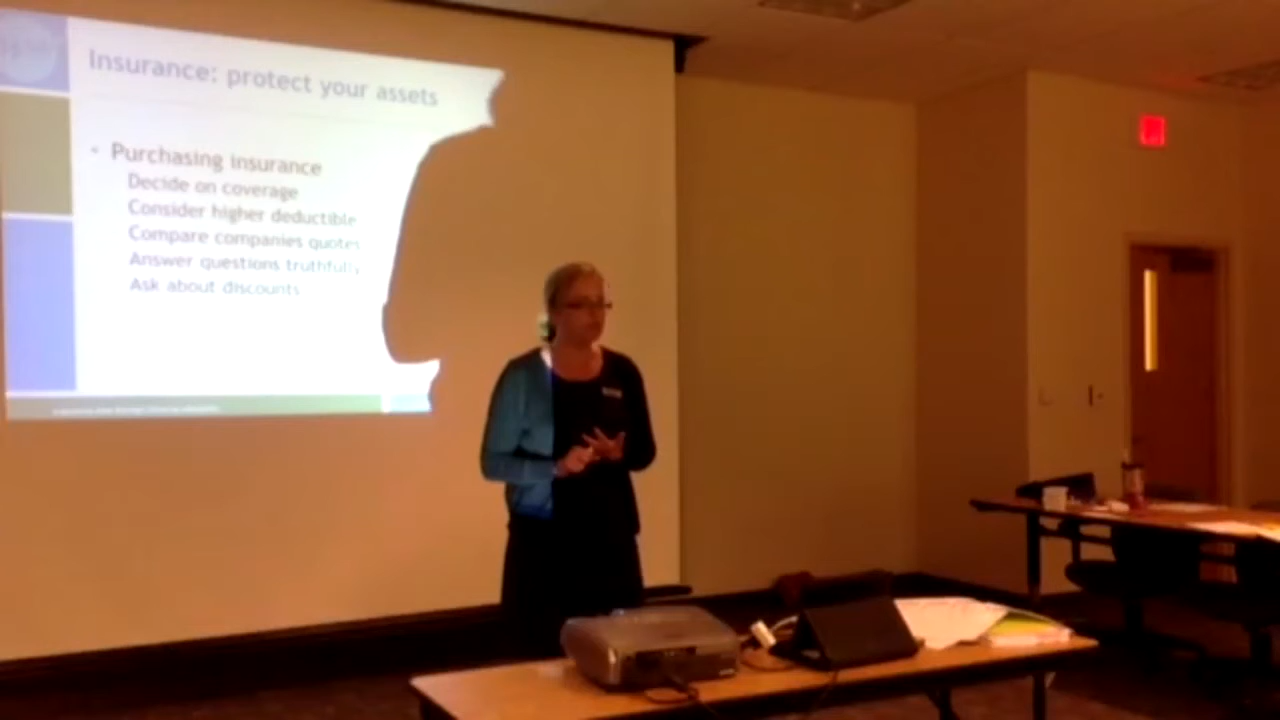 Insurance: protect your assets
• Purchasing insurance
Decide on coverage
Consider higher deductible
Compare companies quotes
Answer questions truthfully
Ask about discounts